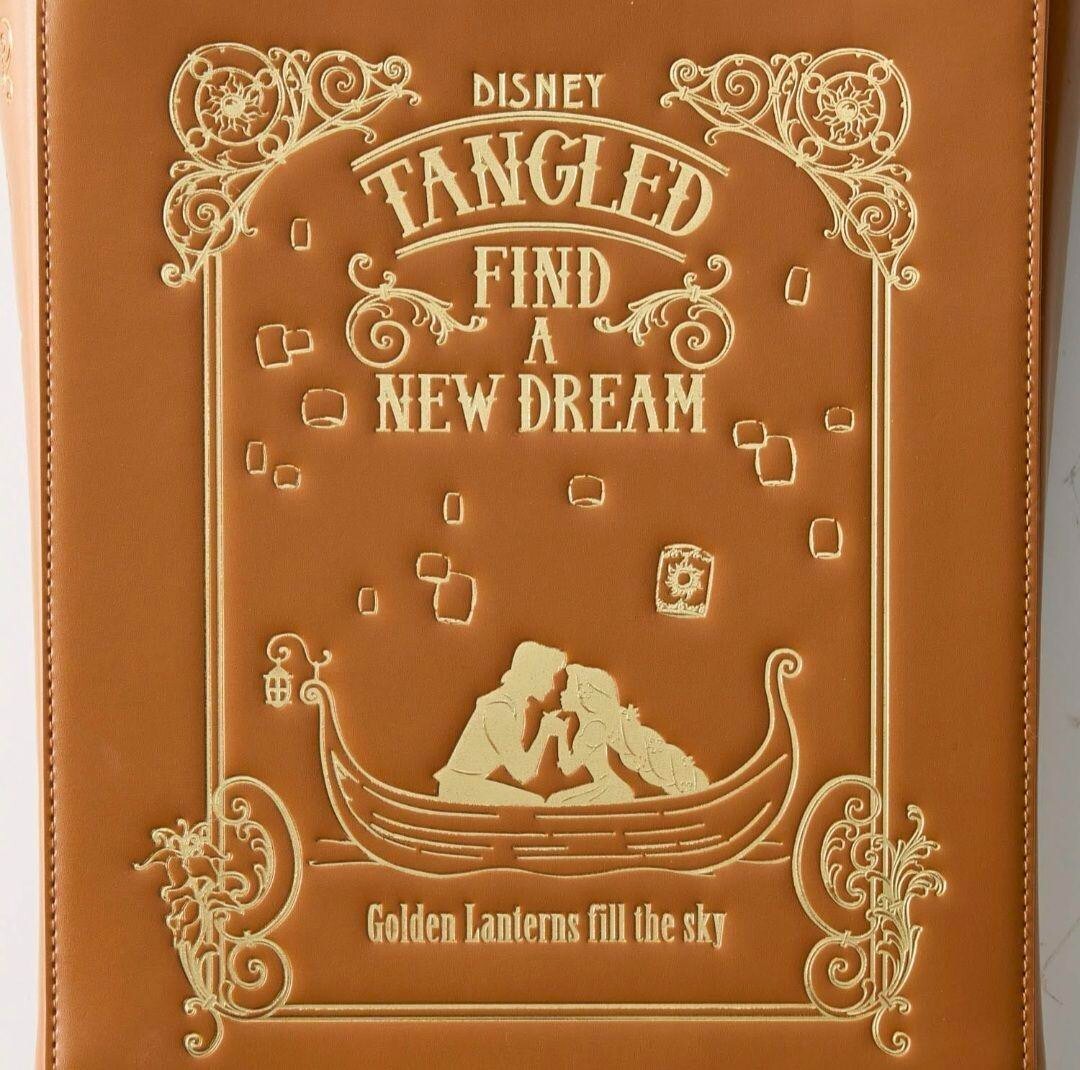 DISNEY
TANGLED
FIND
A
NEW DREAM
Golden Lanterns fill the sky